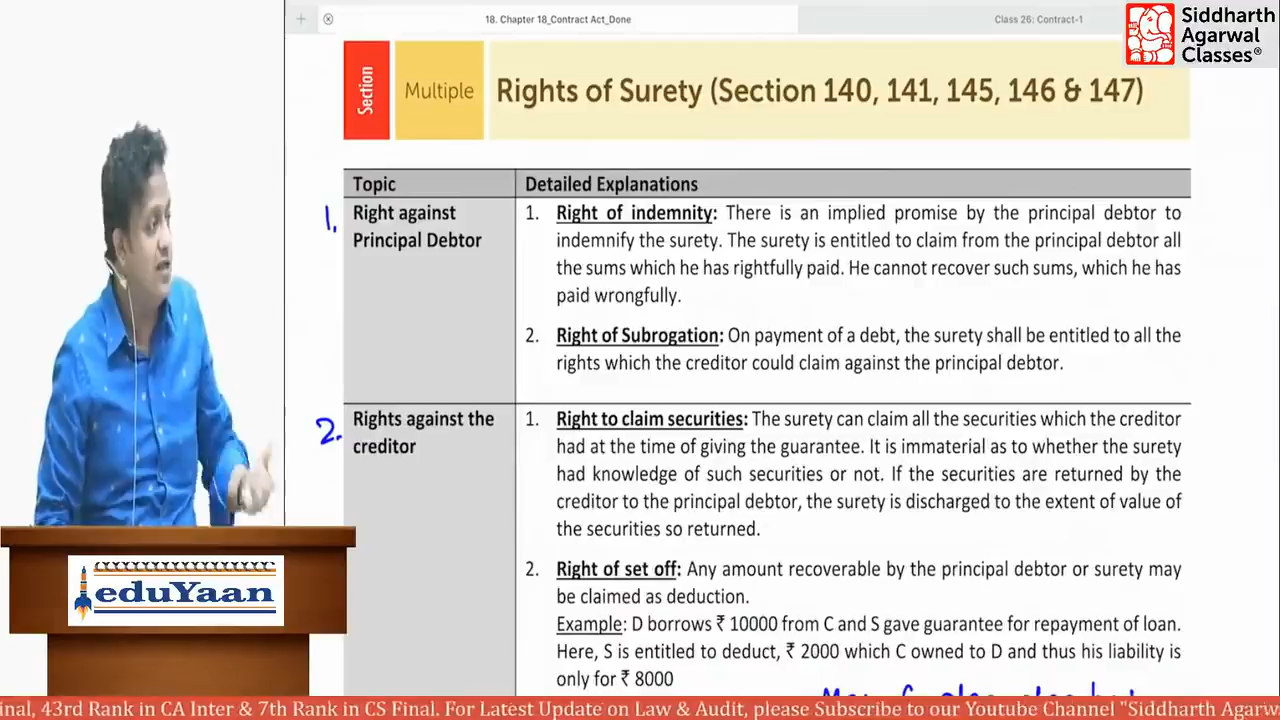 18. Chapter 18_Contract Act_Done
Class 26: Contract-1
Siddharth
Agarwal
Classes®
Section
Multiple
Rights of Surety (Section 140, 141, 145, 146 & 147)
Topic
Detailed Explanations
1.
Right against
Principal Debtor
1. Right of indemnity: There is an implied promise by the principal debtor to
indemnify the surety. The surety is entitled to claim from the principal debtor all
the sums which he has rightfully paid. He cannot recover such sums, which he has
paid wrongfully.
2. Right of Subrogation: On payment of a debt, the surety shall be entitled to all the
rights which the creditor could claim against the principal debtor.
2.
Rights against the
creditor
1. Right to claim securities: The surety can claim all the securities which the creditor
had at the time of giving the guarantee. It is immaterial as to whether the surety
had knowledge of such securities or not. If the securities are returned by the
creditor to the principal debtor, the surety is discharged to the extent of value of
the securities so returned.
2. Right of set off: Any amount recoverable by the principal debtor or surety may
be claimed as deduction.
Example: D borrows ₹ 10000 from C and S gave guarantee for repayment of loan.
Here, S is entitled to deduct, ₹ 2000 which C owned to D and thus his liability is
only for ₹ 8000
eduYaan
inal, 43rd Rank in CA Inter & 7th Rank in CS Final. For Latest Update on Law & Audit, please Subscribe to our Youtube Channel "Siddharth Agarw